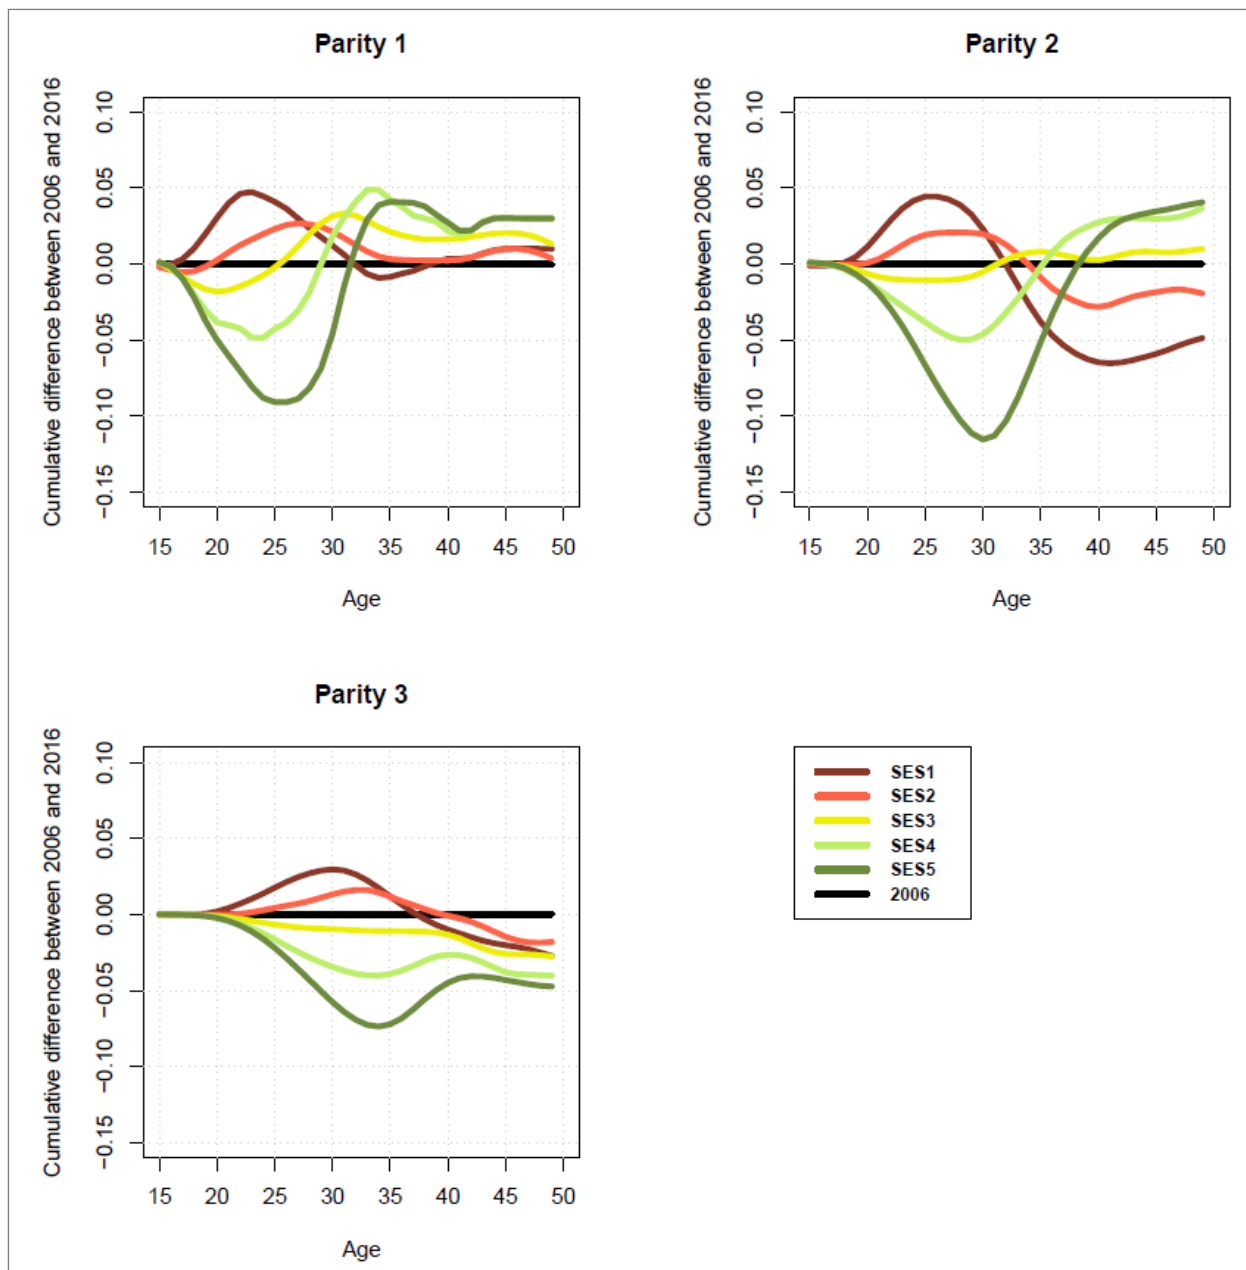 Parity 1
Cumulative difference between 2006 and 2016
0.10
0.05
0.00
−0.05
−0.10
−0.15
15 20 25 30 35 40 45 50
Age
Parity 2
Cumulative difference between 2006 and 2016
0.10
0.05
0.00
−0.05
−0.10
−0.15
15 20 25 30 35 40 45 50
Age
Parity 3
Cumulative difference between 2006 and 2016
0.10
0.05
0.00
−0.05
−0.10
−0.15
15 20 25 30 35 40 45 50
Age
SES1
SES2
SES3
SES4
SES5
2006